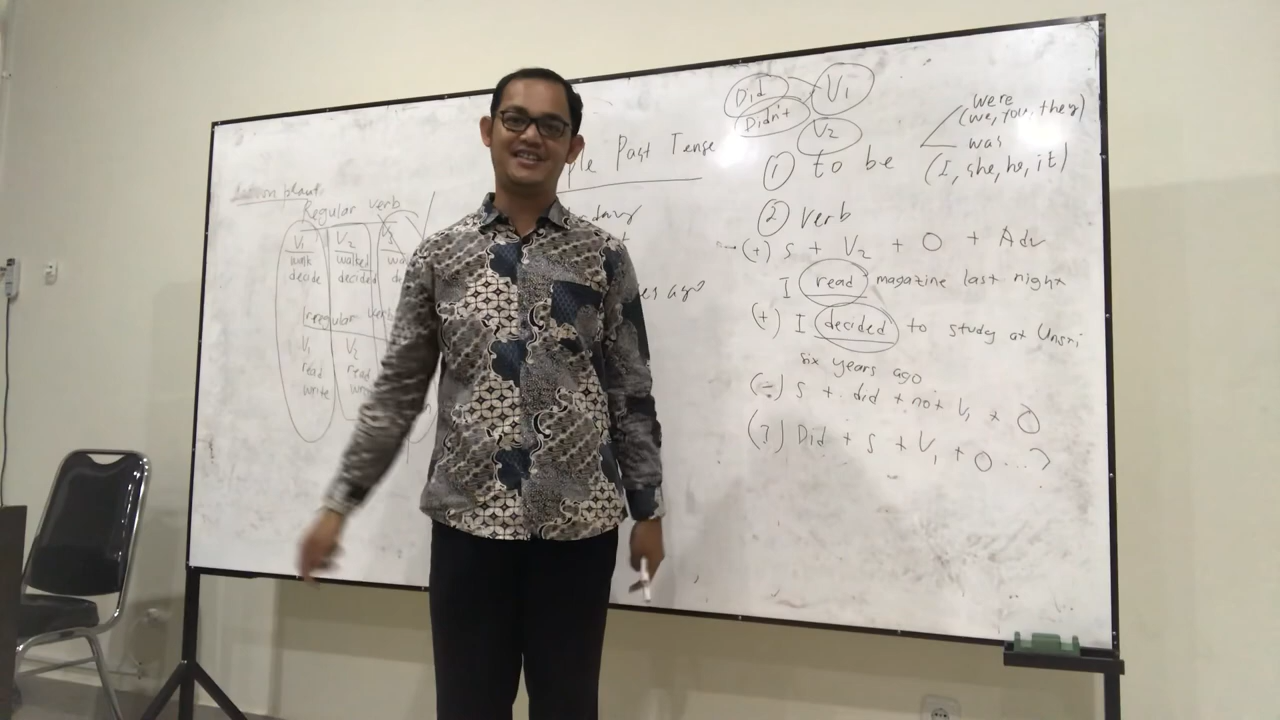 Regular verb
V1 V2 V3
walk walked
decide decided
Irregular verb
V1 V2
read read
write
Past Tense
ago
Did V1
Didn't
V2
① to be
were
(we, you, they)
was
(I, she, he, it)
② verb
(+) S + V2 + O + Adv
I read magazine last night
(+) I decided to study at Unsri
six years ago
(-) S + did + not V1 + O
(?) Did + S + V1 + O ...?